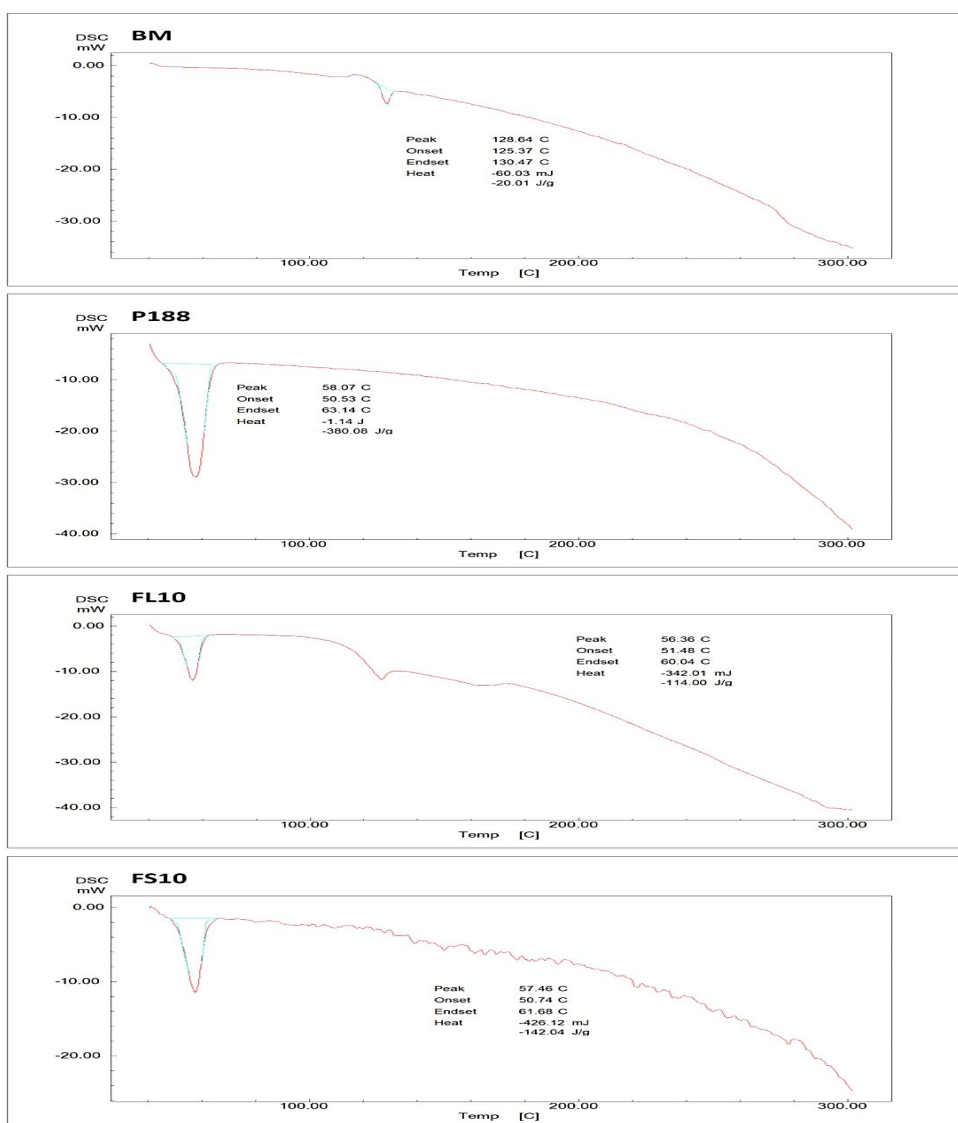 BM
DSC
mW
0.00
-10.00
-20.00
-30.00
Peak 128.64 C
Onset 125.37 C
Endset 130.47 C
Heat -60.03 mJ
-20.01 J/g
100.00 200.00 300.00
Temp [C]
P188
DSC
mW
-10.00
-20.00
-30.00
-40.00
Peak 58.07 C
Onset 50.53 C
Endset 63.14 C
Heat -1.14 J
-380.08 J/g
100.00 200.00 300.00
Temp [C]
FL10
DSC
mW
0.00
-10.00
-20.00
-30.00
-40.00
Peak 56.36 C
Onset 51.48 C
Endset 60.04 C
Heat -342.01 mJ
-114.00 J/g
100.00 200.00 300.00
Temp [C]
FS10
DSC
mW
0.00
-10.00
-20.00
Peak 57.46 C
Onset 50.74 C
Endset 61.68 C
Heat -426.12 mJ
-142.04 J/g
100.00 200.00 300.00
Temp [C]